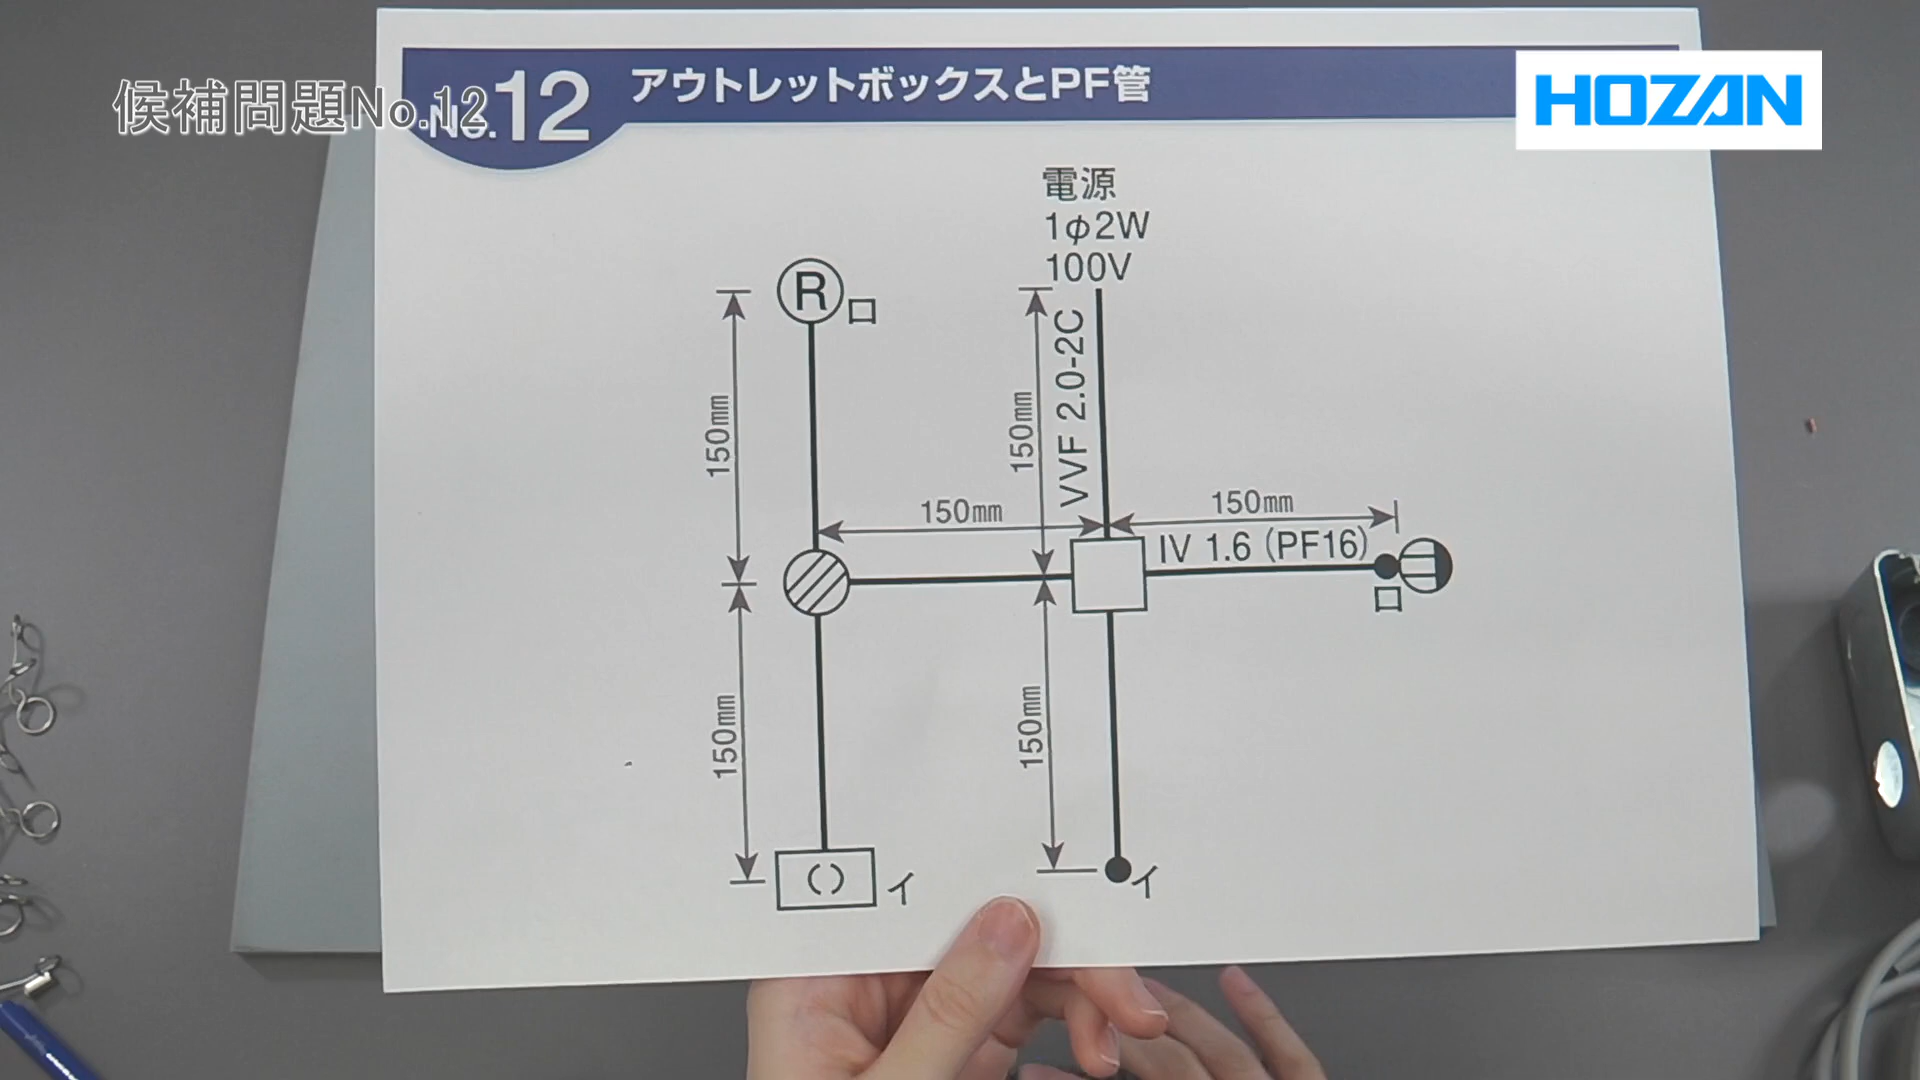 候補問題No.12
No.12
アウトレットボックスとPF管
HOZAN
電源
1φ2W
100V
R
ロ
150mm
150mm
VVF 2.0-2C
150mm
150mm
IV 1.6（PF16）
ロ
150mm
150mm
( )
イ
イ